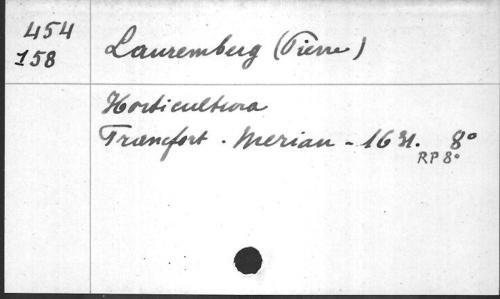 454
158
Lauremberg (Pierre)
Horticultura
Francfort. Merian - 1631. 8°
RP 8°